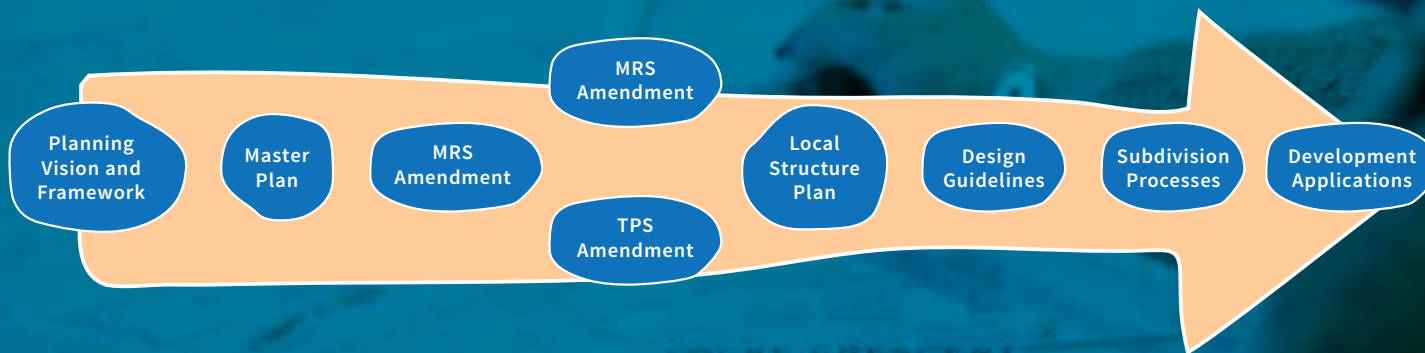 Planning
Vision and
Framework
Master
Plan
MRS
Amendment
MRS
Amendment
TPS
Amendment
Local
Structure
Plan
Design
Guidelines
Subdivision
Processes
Development
Applications